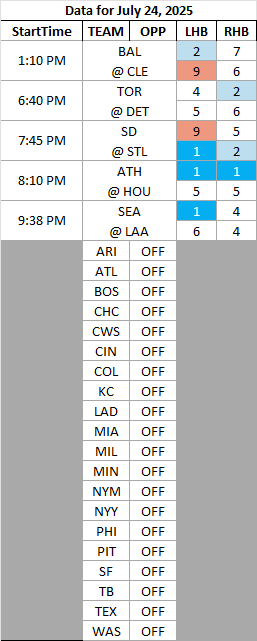 Data for July 24, 2025
StartTime TEAM OPP LHB RHB
1:10 PM BAL 2 7
@ CLE 9 6
6:40 PM TOR 4 2
@ DET 5 6
7:45 PM SD 9 5
@ STL 1 2
8:10 PM ATH 1 1
@ HOU 5 5
9:38 PM SEA 1 4
@ LAA 6 4
ARI OFF
ATL OFF
BOS OFF
CHC OFF
CWS OFF
CIN OFF
COL OFF
KC OFF
LAD OFF
MIA OFF
MIL OFF
MIN OFF
NYM OFF
NYY OFF
PHI OFF
PIT OFF
SF OFF
TB OFF
TEX OFF
WAS OFF